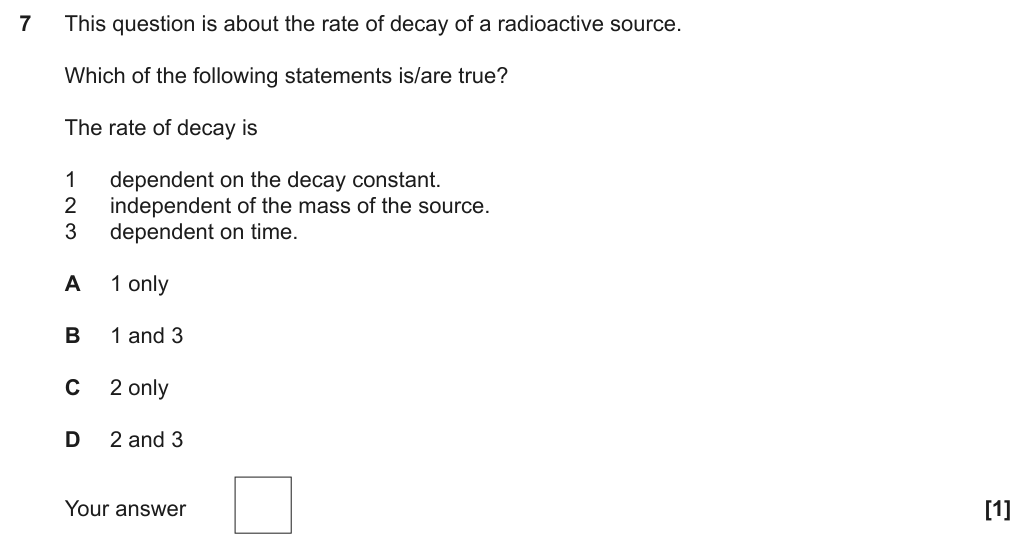 7 This question is about the rate of decay of a radioactive source.
Which of the following statements is/are true?
The rate of decay is
1 dependent on the decay constant.
2 independent of the mass of the source.
3 dependent on time.
A 1 only
B 1 and 3
C 2 only
D 2 and 3
Your answer [1]